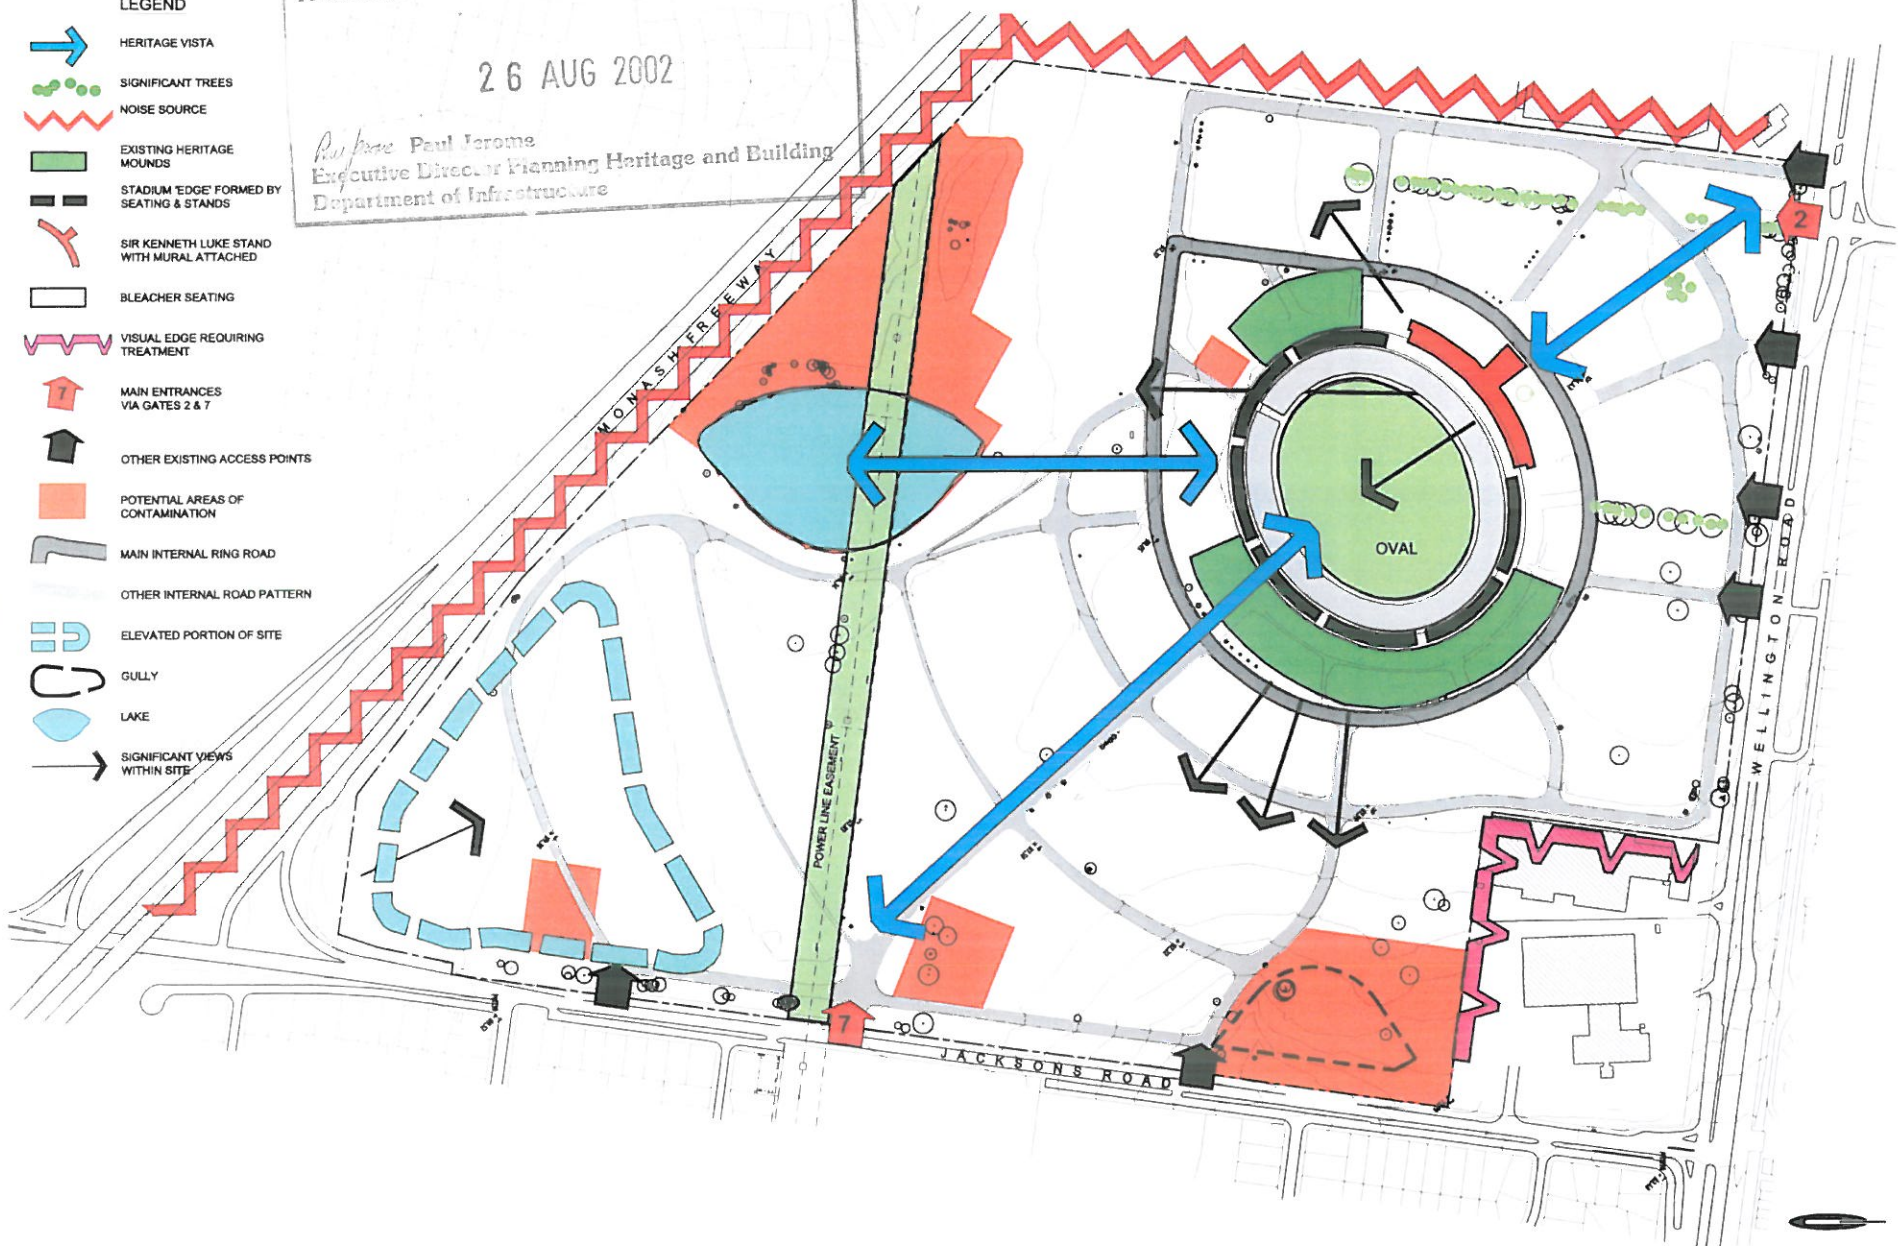 LEGEND
HERITAGE VISTA
SIGNIFICANT TREES
NOISE SOURCE
EXISTING HERITAGE
MOUNDS
STADIUM 'EDGE' FORMED BY
SEATING & STANDS
SIR KENNETH LUKE STAND
WITH MURAL ATTACHED
BLEACHER SEATING
VISUAL EDGE REQUIRING
TREATMENT
7
MAIN ENTRANCES
VIA GATES 2 & 7
OTHER EXISTING ACCESS POINTS
POTENTIAL AREAS OF
CONTAMINATION
MAIN INTERNAL RING ROAD
OTHER INTERNAL ROAD PATTERN
ELEVATED PORTION OF SITE
GULLY
LAKE
SIGNIFICANT VIEWS
WITHIN SITE
26 AUG 2002
Paul Jerome
Executive Director Planning Heritage and Building
Department of Infrastructure
MONASH FREEWAY
2
OVAL
WELLINGTON ROAD
POWER LINE EASEMENT
7
JACKSONS ROAD